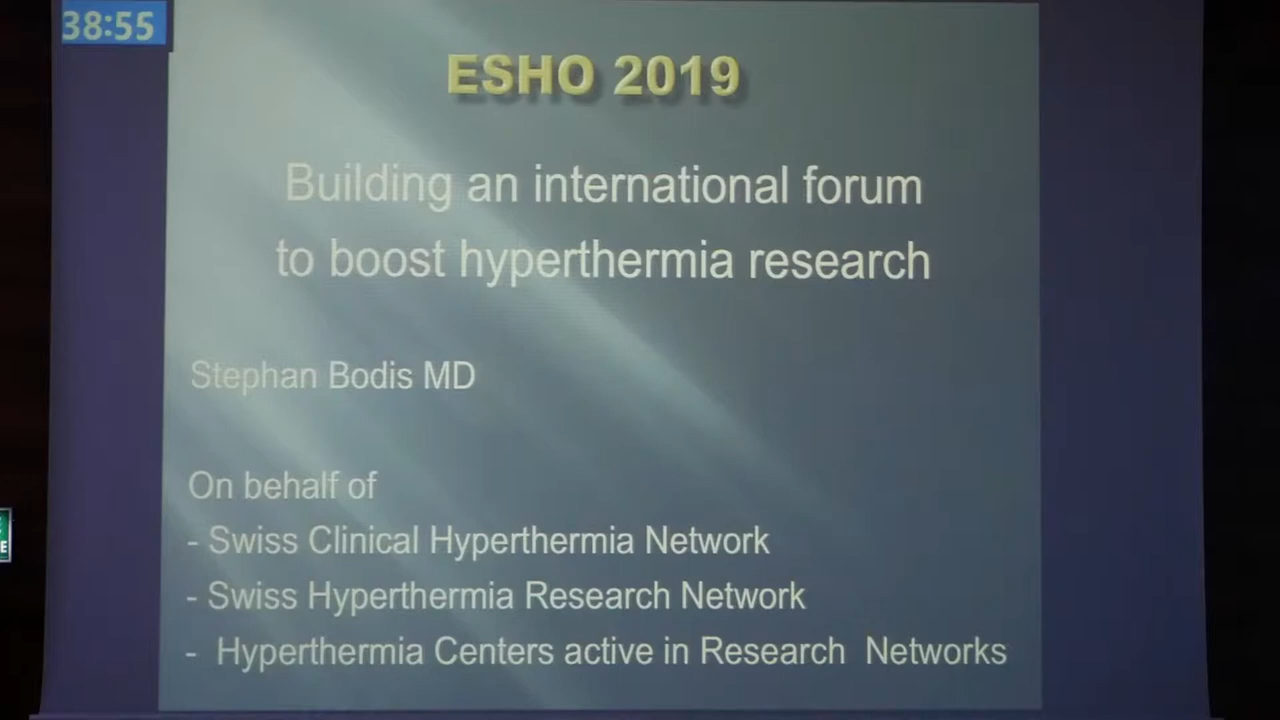 38:55
ESHO 2019
Building an international forum
to boost hyperthermia research
Stephan Bodis MD
On behalf of
- Swiss Clinical Hyperthermia Network
- Swiss Hyperthermia Research Network
- Hyperthermia Centers active in Research Networks